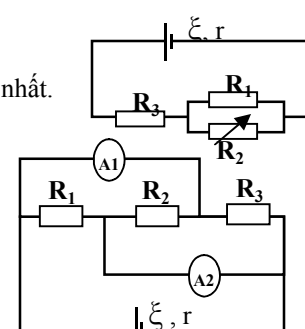 ξ, r
nhất.
R₃ R₁
R₂
A1
R₁ R₂ R₃
A2
ξ , r